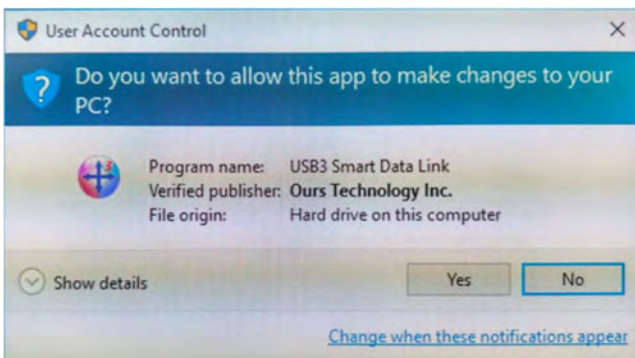 User Account Control
Do you want to allow this app to make changes to your
PC?
3
Program name: USB3 Smart Data Link
Verified publisher: Ours Technology Inc.
File origin: Hard drive on this computer
Show details
Yes
No
Change when these notifications appear